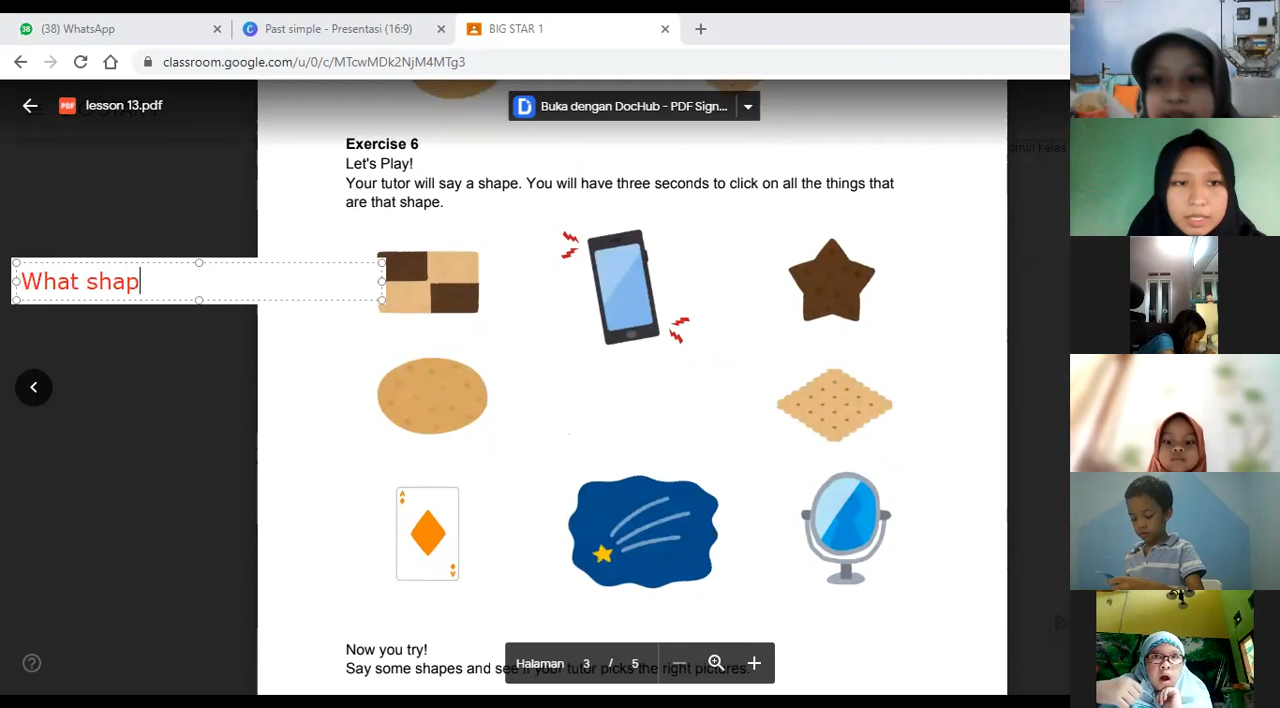 38 (38) WhatsApp
C Past simple - Presentasi (16:9)
BIG STAR 1
classroom.google.com/u/0/c/MTcwMDk2NjM4MTg3
PDF lesson 13.pdf
Buka dengan DocHub - PDF Sign...
Exercise 6
Let's Play!
Your tutor will say a shape. You will have three seconds to click on all the things that
are that shape.
What shap
A
A
Now you try!
Say some shapes and see if your tutor picks the right pictures.
Halaman 3 / 5